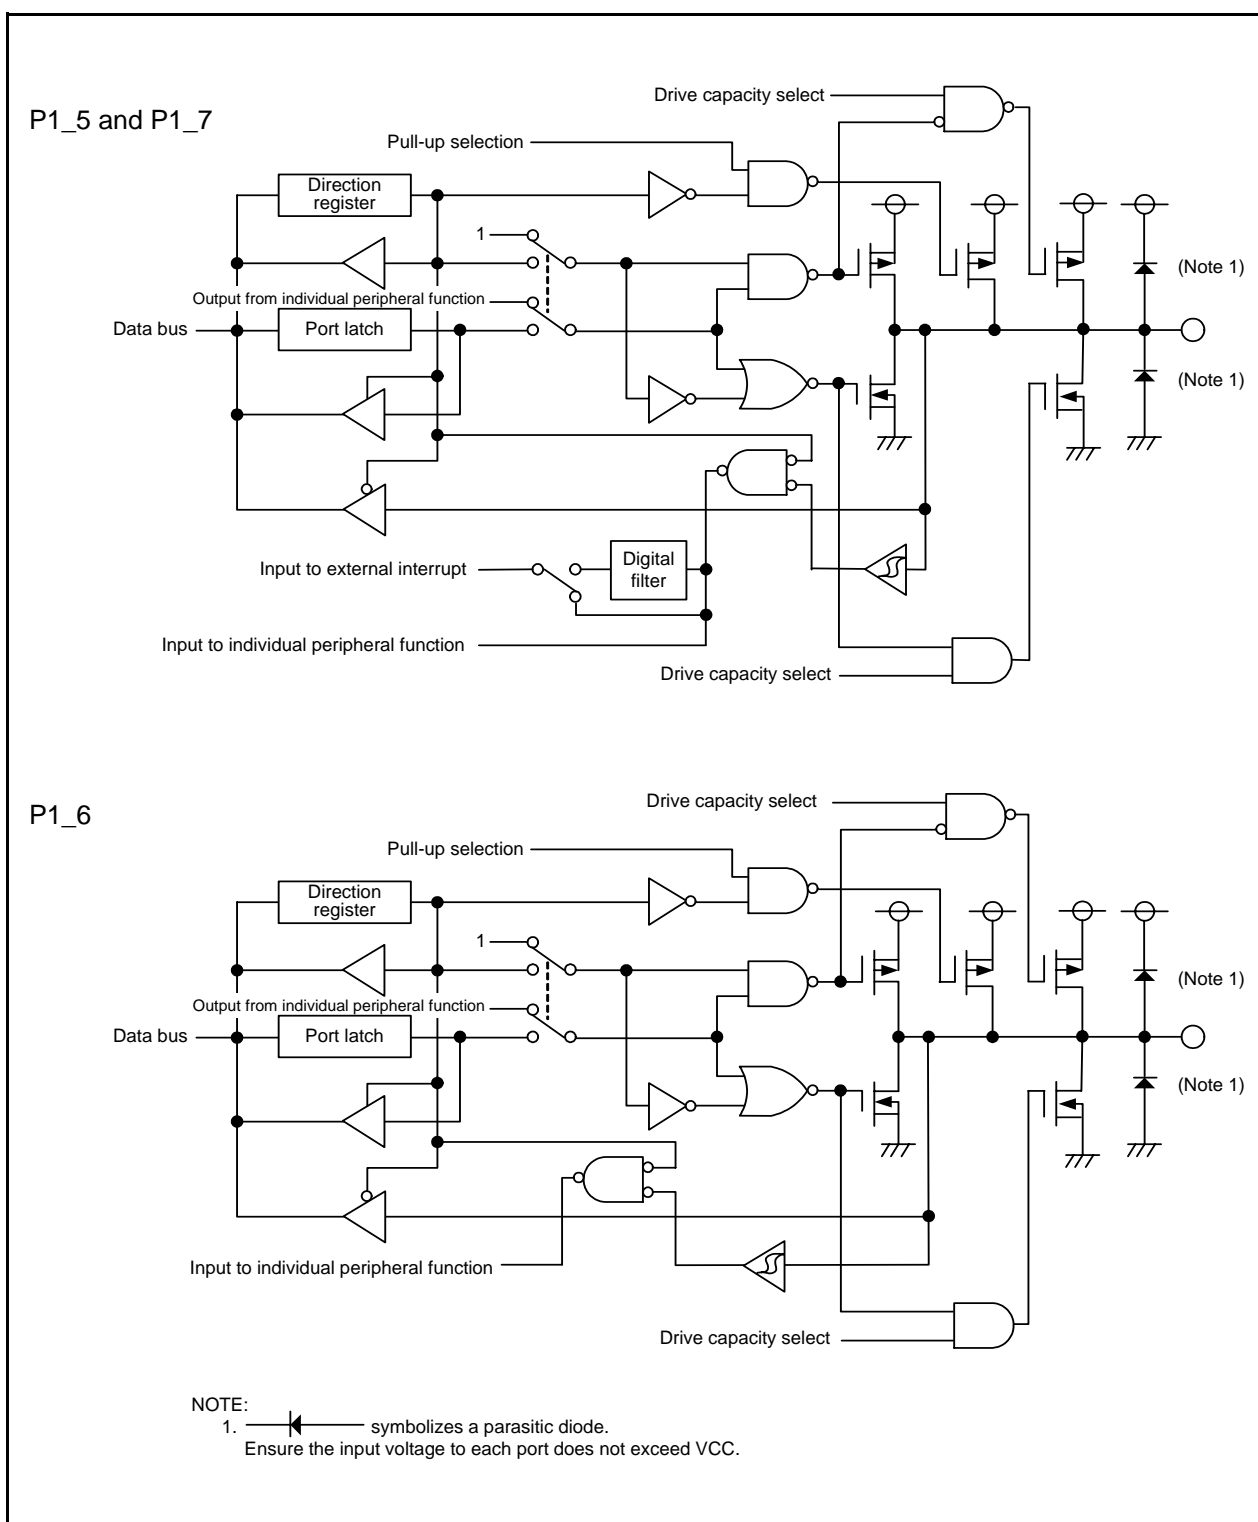 Drive capacity select
P1_5 and P1_7
Pull-up selection
Direction
register
1
(Note 1)
Output from individual peripheral function
Data bus
Port latch
(Note 1)
Digital
filter
Input to external interrupt
Input to individual peripheral function
Drive capacity select
Drive capacity select
P1_6
Pull-up selection
Direction
register
1
(Note 1)
Output from individual peripheral function
Data bus
Port latch
(Note 1)
Input to individual peripheral function
Drive capacity select
NOTE:
1. symbolizes a parasitic diode.
Ensure the input voltage to each port does not exceed VCC.